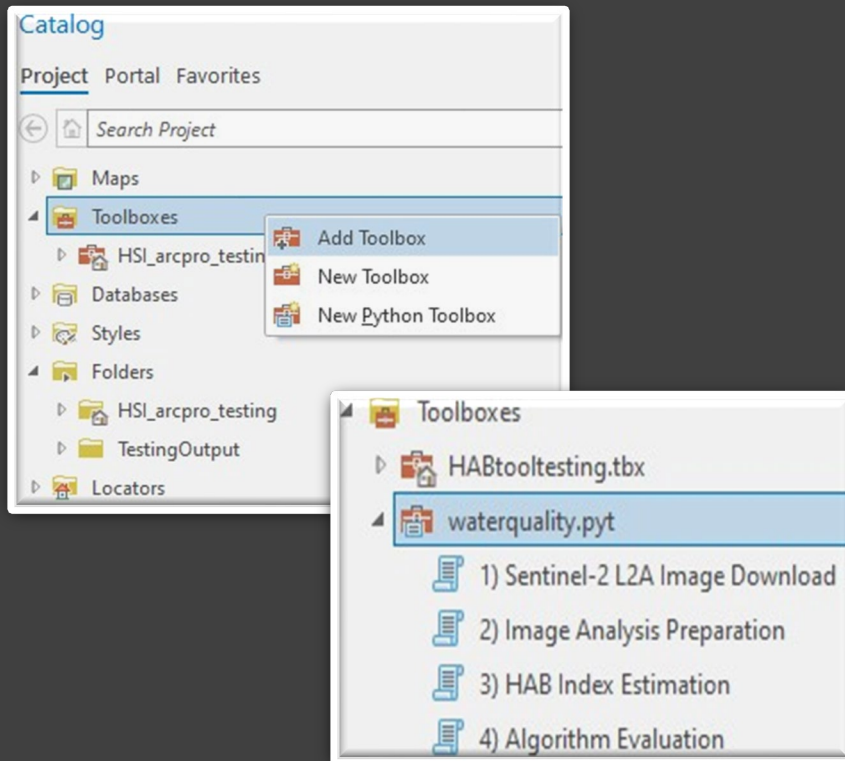 Catalog
Project Portal Favorites
Search Project
Maps
Toolboxes
HSI_arcpro_testin
Add Toolbox
New Toolbox
New Python Toolbox
Databases
Styles
Folders
HSI_arcpro_testing
TestingOutput
Locators
Toolboxes
HABtooltesting.tbx
waterquality.pyt
1) Sentinel-2 L2A Image Download
2) Image Analysis Preparation
3) HAB Index Estimation
4) Algorithm Evaluation